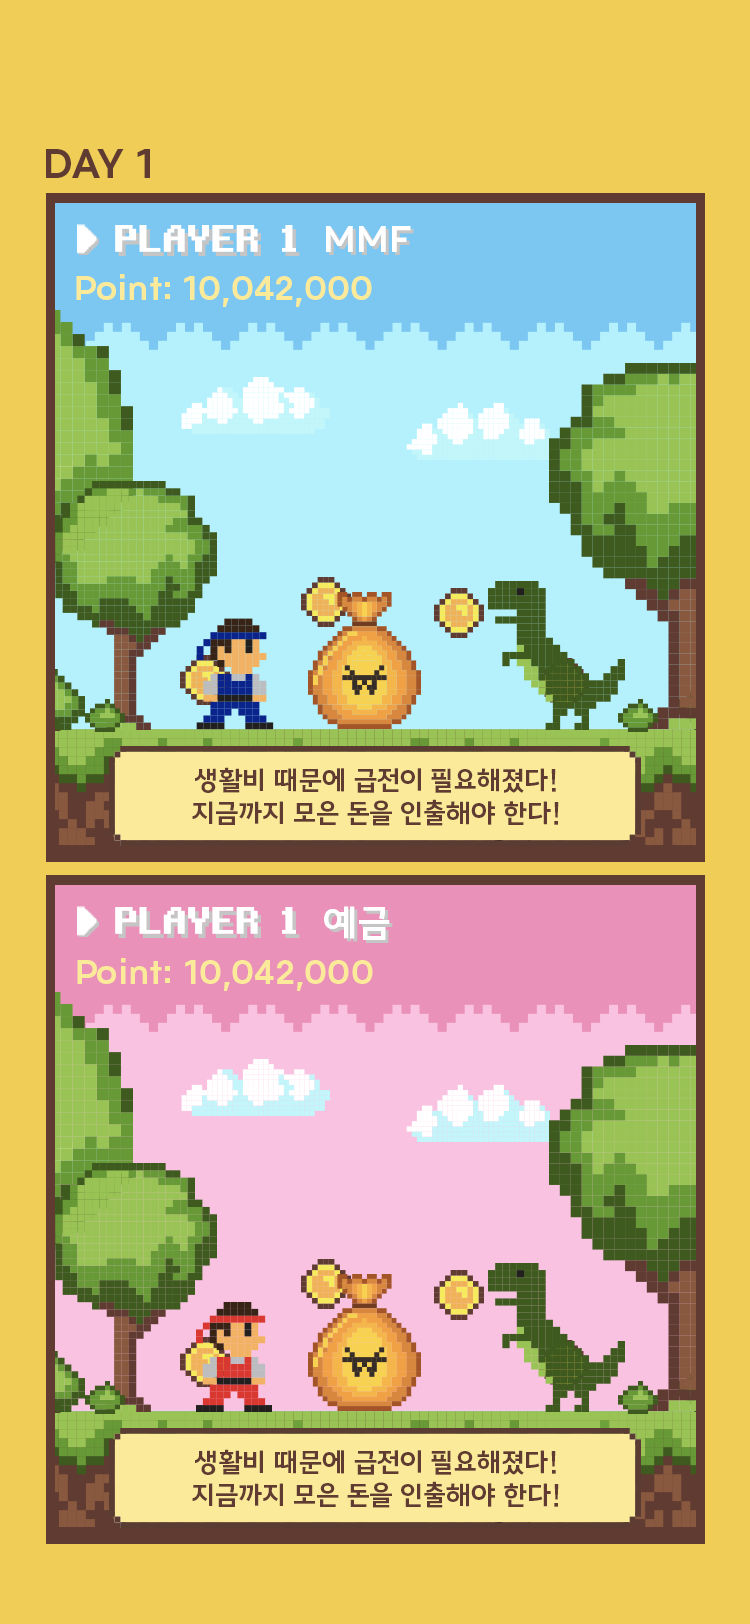 DAY 1
PLAYER 1 MMF
Point: 10,042,000
생활비 때문에 급전이 필요해졌다!
지금까지 모은 돈을 인출해야 한다!
PLAYER 1 예금
Point: 10,042,000
생활비 때문에 급전이 필요해졌다!
지금까지 모은 돈을 인출해야 한다!